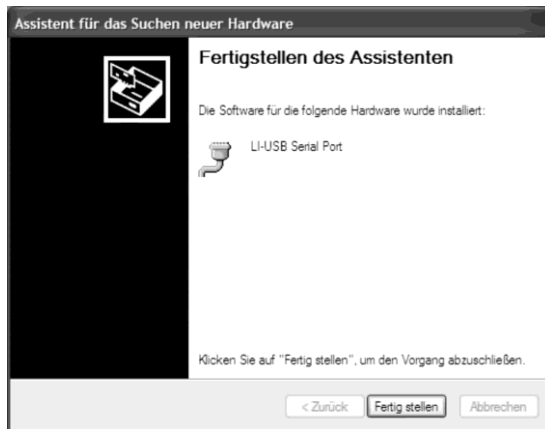 Assistent für das Suchen neuer Hardware
Fertigstellen des Assistenten
Die Software für die folgende Hardware wurde installiert:
LI-USB Serial Port
Klicken Sie auf "Fertig stellen", um den Vorgang abzuschließen.
< Zurück Fertig stellen Abbrechen